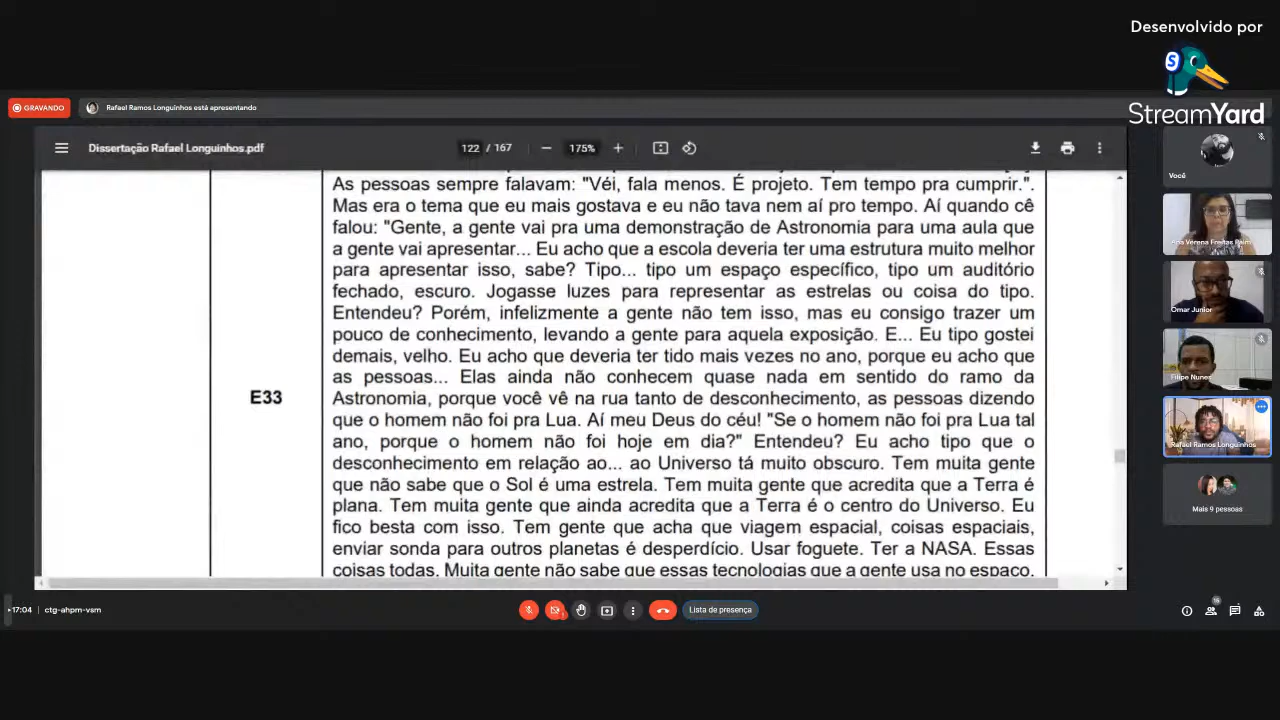 Desenvolvido por
StreamYard
GRAVANDO
Rafael Ramos Longuinhos está apresentando
Dissertação Rafael Longuinhos.pdf
122 / 167
175%
As pessoas sempre falavam: "Véi, fala menos. É projeto. Tem tempo pra cumprir.".
Mas era o tema que eu mais gostava e eu não tava nem aí pro tempo. Aí quando cê
falou: "Gente, a gente vai pra uma demonstração de Astronomia para uma aula que
a gente vai apresentar... Eu acho que a escola deveria ter uma estrutura muito melhor
para apresentar isso, sabe? Tipo... tipo um espaço específico, tipo um auditório
fechado, escuro. Jogasse luzes para representar as estrelas ou coisa do tipo.
Entendeu? Porém, infelizmente a gente não tem isso, mas eu consigo trazer um
pouco de conhecimento, levando a gente para aquela exposição. E... Eu tipo gostei
demais, velho. Eu acho que deveria ter tido mais vezes no ano, porque eu acho que
as pessoas... Elas ainda não conhecem quase nada em sentido do ramo da
Astronomia, porque você vê na rua tanto de desconhecimento, as pessoas dizendo
que o homem não foi pra Lua. Aí meu Deus do céu! "Se o homem não foi pra Lua tal
ano, porque o homem não foi hoje em dia?" Entendeu? Eu acho tipo que o
desconhecimento em relação ao... ao Universo tá muito obscuro. Tem muita gente
que não sabe que o Sol é uma estrela. Tem muita gente que acredita que a Terra é
plana. Tem muita gente que ainda acredita que a Terra é o centro do Universo. Eu
fico besta com isso. Tem gente que acha que viagem espacial, coisas espaciais,
enviar sonda para outros planetas é desperdício. Usar foguete. Ter a NASA. Essas
coisas todas. Muita gente não sabe que essas tecnologias que a gente usa no espaço,
E33
Você
Ana Verena Freitas Paim
Omar Junior
Filipe Nunes
Rafael Ramos Longuinhos
Mais 9 pessoas
17:04 | ctg-ahpm-vsm
Lista de presença